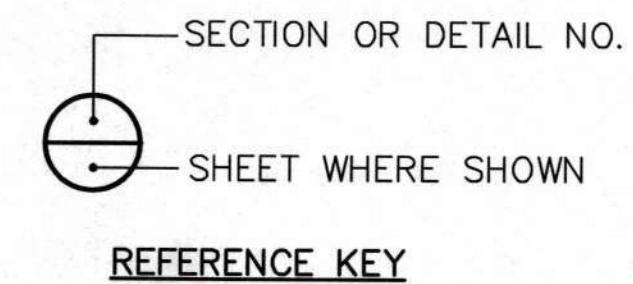 SECTION OR DETAIL NO.
SHEET WHERE SHOWN
REFERENCE KEY